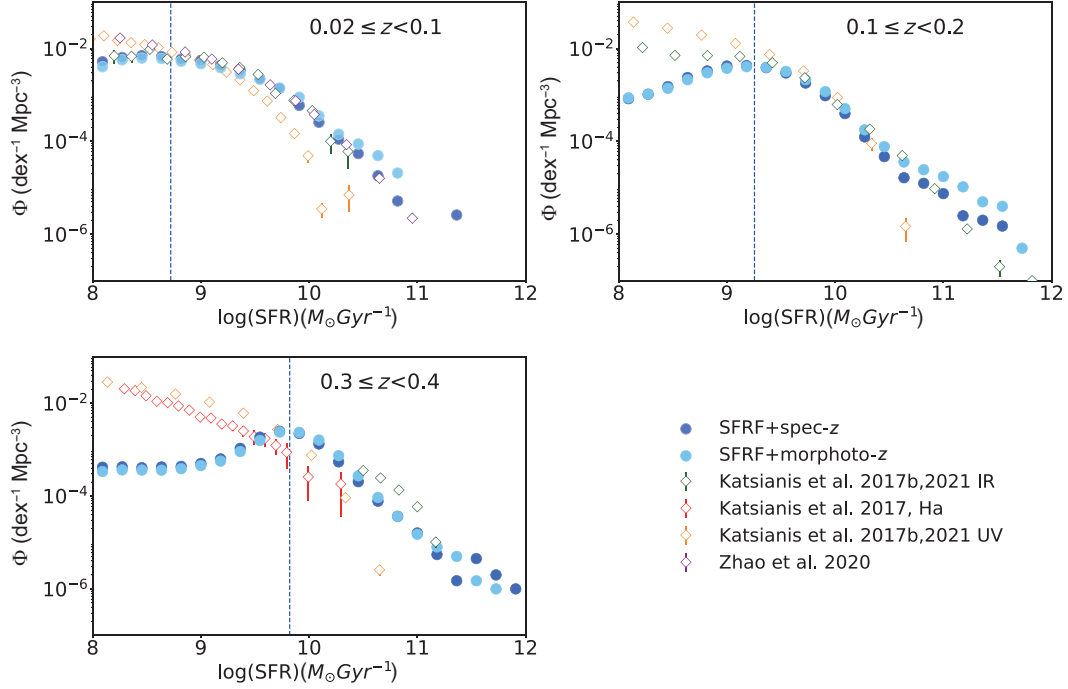 0.02 ≤ z<0.1
10⁻²
10⁻⁴
10⁻⁶
Φ (dex⁻¹ Mpc⁻³)
8 9 10 11 12
log(SFR)(M⊙Gyr⁻¹)
0.1 ≤ z<0.2
10⁻²
10⁻⁴
10⁻⁶
Φ (dex⁻¹ Mpc⁻³)
8 9 10 11 12
log(SFR)(M⊙Gyr⁻¹)
0.3 ≤ z<0.4
10⁻²
10⁻⁴
10⁻⁶
Φ (dex⁻¹ Mpc⁻³)
8 9 10 11 12
log(SFR)(M⊙Gyr⁻¹)
SFRF+spec-z
SFRF+morphoto-z
Katsianis et al. 2017b,2021 IR
Katsianis et al. 2017, Ha
Katsianis et al. 2017b,2021 UV
Zhao et al. 2020